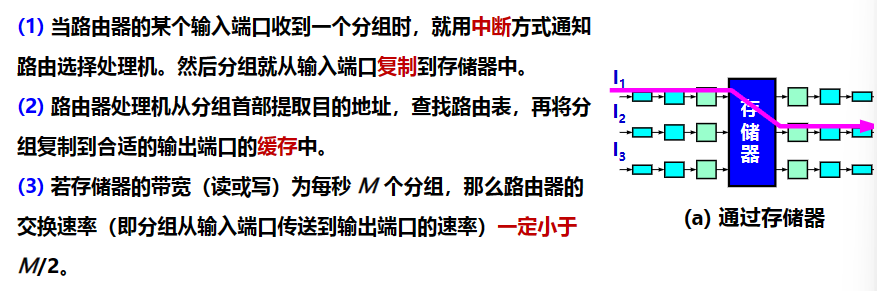 (1) 当路由器的某个输入端口收到一个分组时，就用中断方式通知
路由选择处理机。然后分组就从输入端口复制到存储器中。
(2) 路由器处理机从分组首部提取目的地址，查找路由表，再将分
组复制到合适的输出端口的缓存中。
(3) 若存储器的带宽（读或写）为每秒 M 个分组，那么路由器的
交换速率（即分组从输入端口传送到输出端口的速率）一定小于
M/2。
I1
I2
I3
存储器
(a) 通过存储器